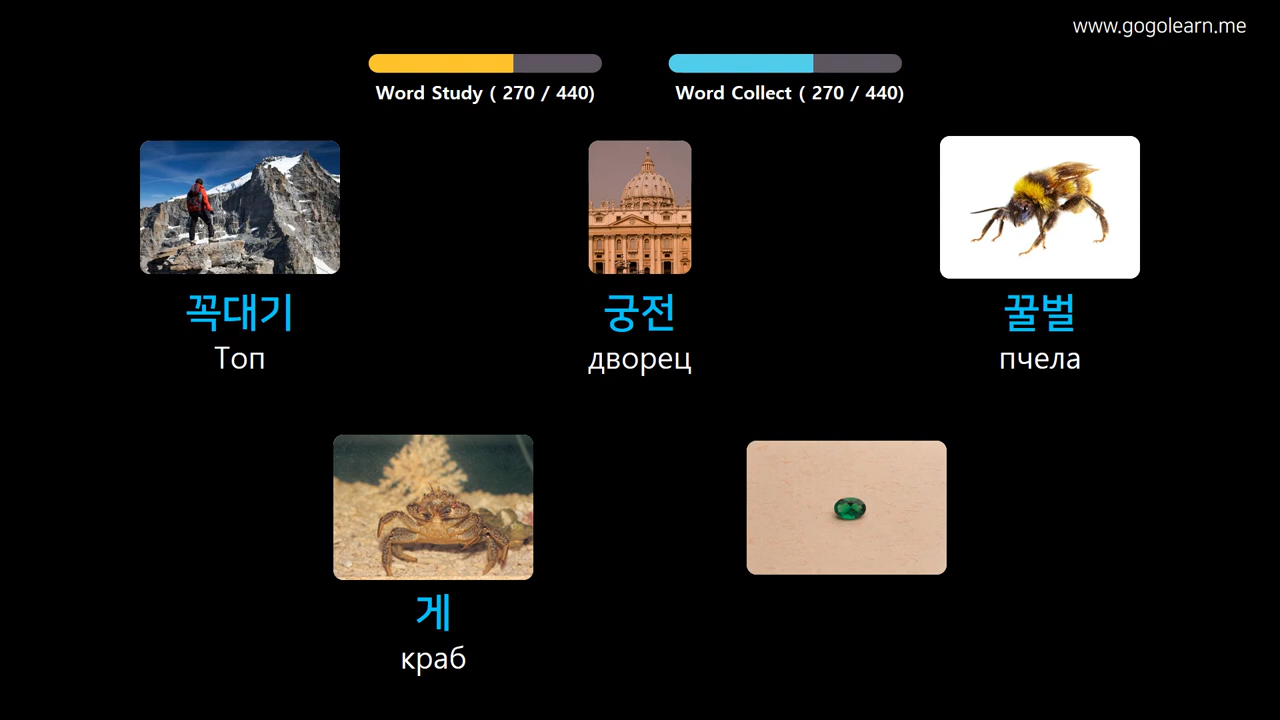 www.gogolearn.me
Word Study ( 270 / 440)
Word Collect ( 270 / 440)
꼭대기
Топ
궁전
дворец
꿀벌
пчела
게
краб